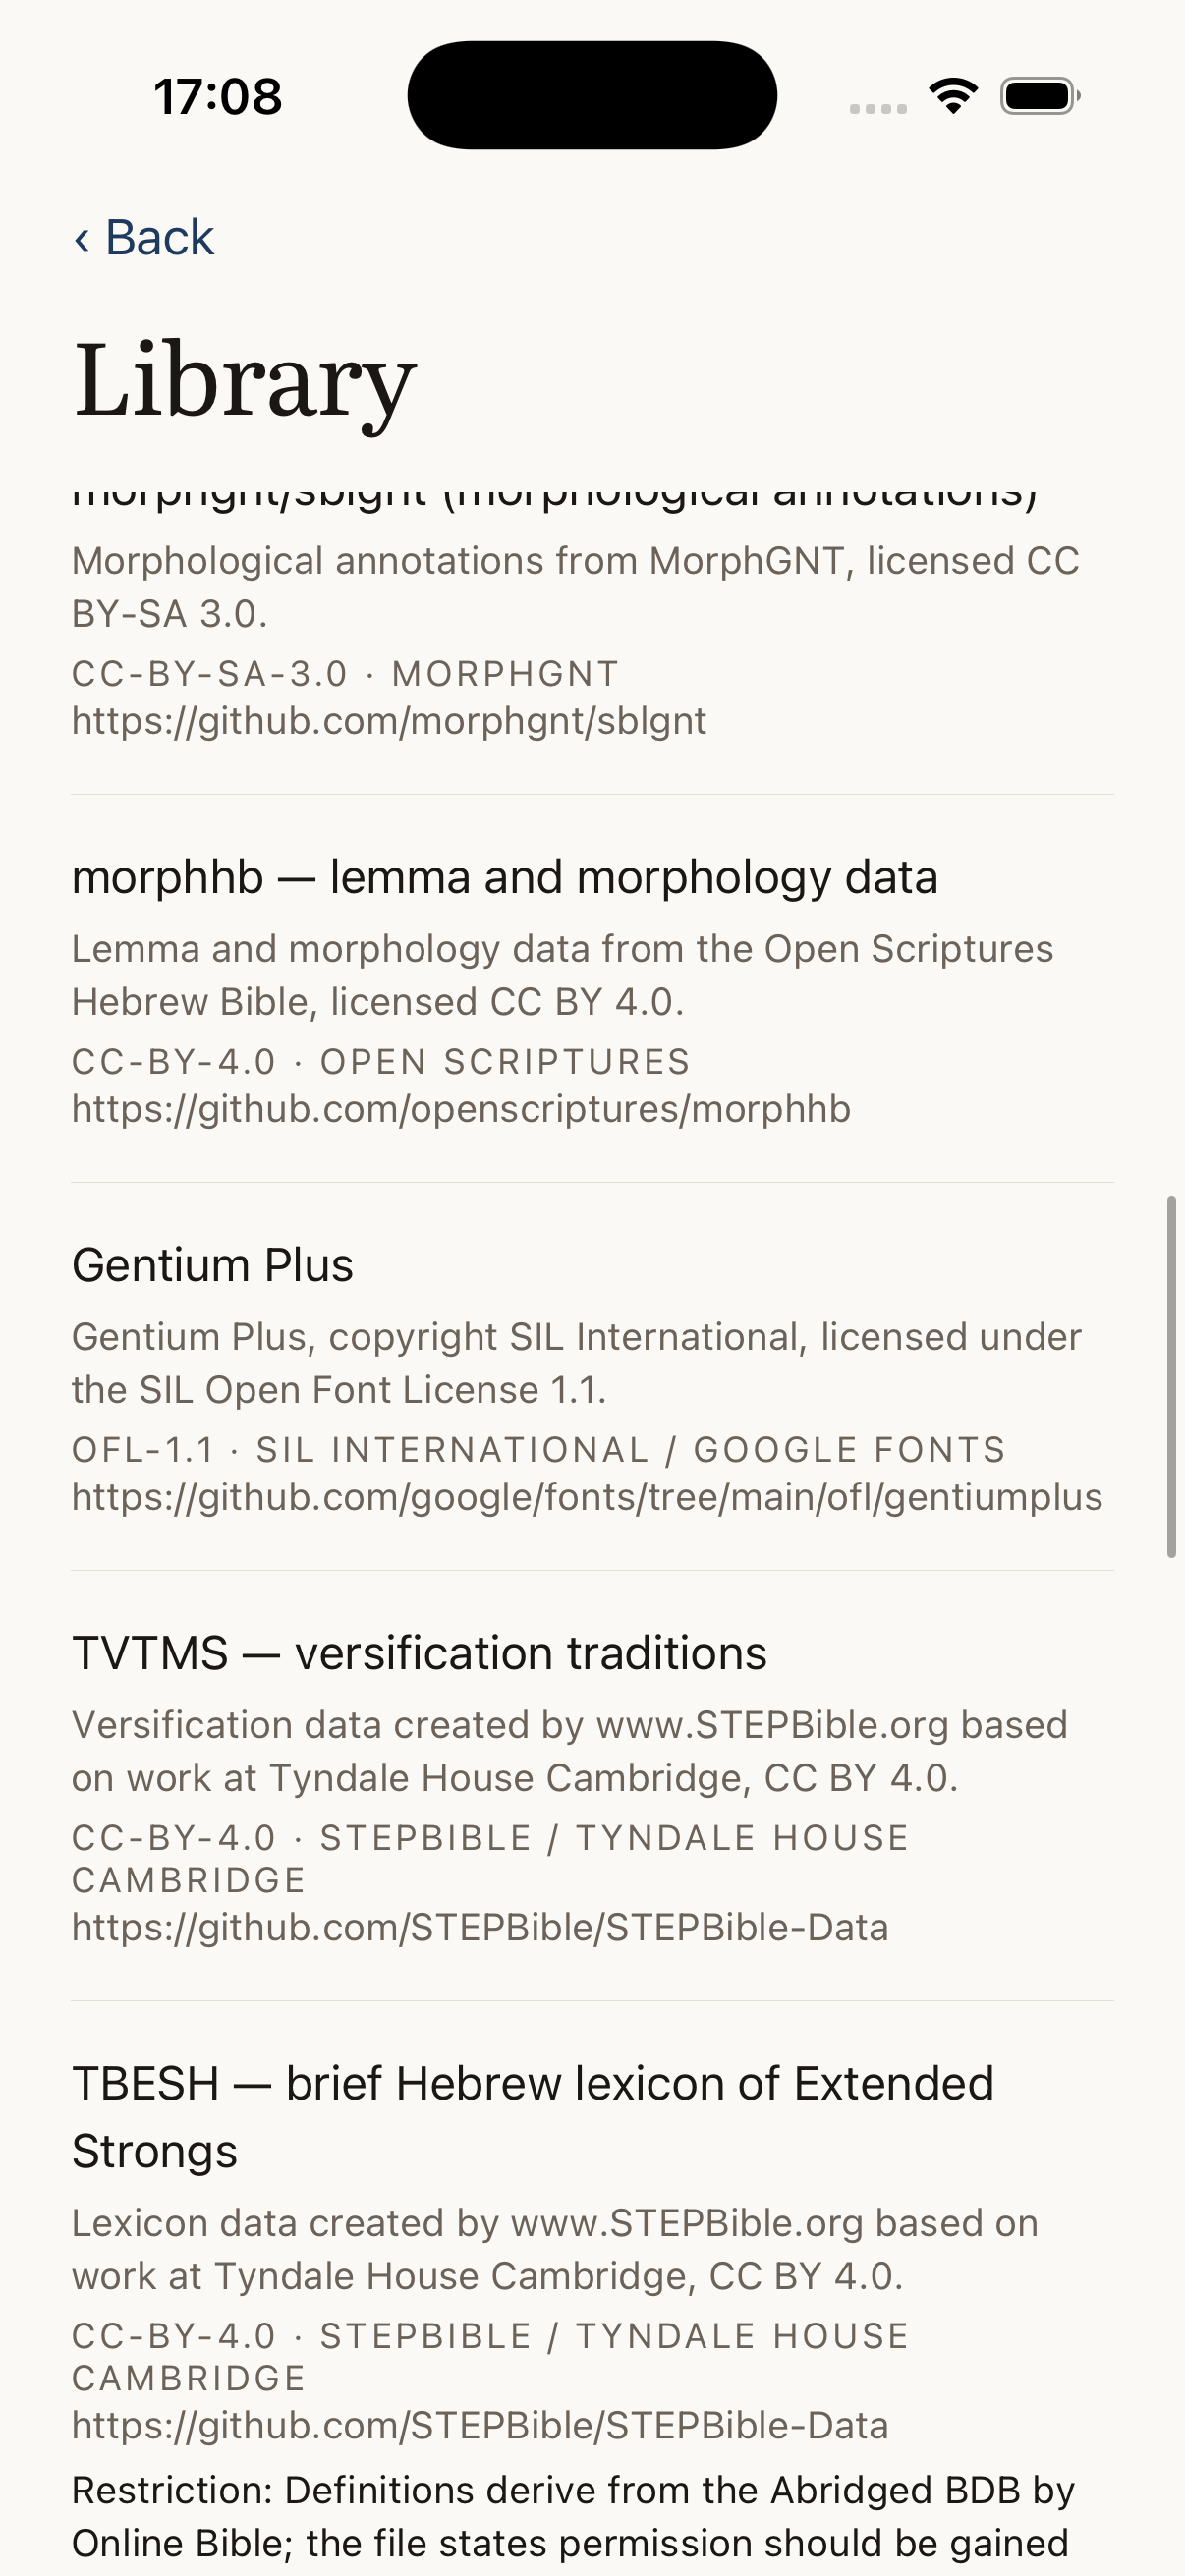 17:08
‹ Back
Library
morphgnt/sblgnt (morphological annotations)
Morphological annotations from MorphGNT, licensed CC
BY-SA 3.0.
CC-BY-SA-3.0 · MORPHGNT
https://github.com/morphgnt/sblgnt
morphhb — lemma and morphology data
Lemma and morphology data from the Open Scriptures
Hebrew Bible, licensed CC BY 4.0.
CC-BY-4.0 · OPEN SCRIPTURES
https://github.com/openscriptures/morphhb
Gentium Plus
Gentium Plus, copyright SIL International, licensed under
the SIL Open Font License 1.1.
OFL-1.1 · SIL INTERNATIONAL / GOOGLE FONTS
https://github.com/google/fonts/tree/main/ofl/gentiumplus
TVTMS — versification traditions
Versification data created by www.STEPBible.org based
on work at Tyndale House Cambridge, CC BY 4.0.
CC-BY-4.0 · STEPBIBLE / TYNDALE HOUSE
CAMBRIDGE
https://github.com/STEPBible/STEPBible-Data
TBESH — brief Hebrew lexicon of Extended
Strongs
Lexicon data created by www.STEPBible.org based on
work at Tyndale House Cambridge, CC BY 4.0.
CC-BY-4.0 · STEPBIBLE / TYNDALE HOUSE
CAMBRIDGE
https://github.com/STEPBible/STEPBible-Data
Restriction: Definitions derive from the Abridged BDB by
Online Bible; the file states permission should be gained